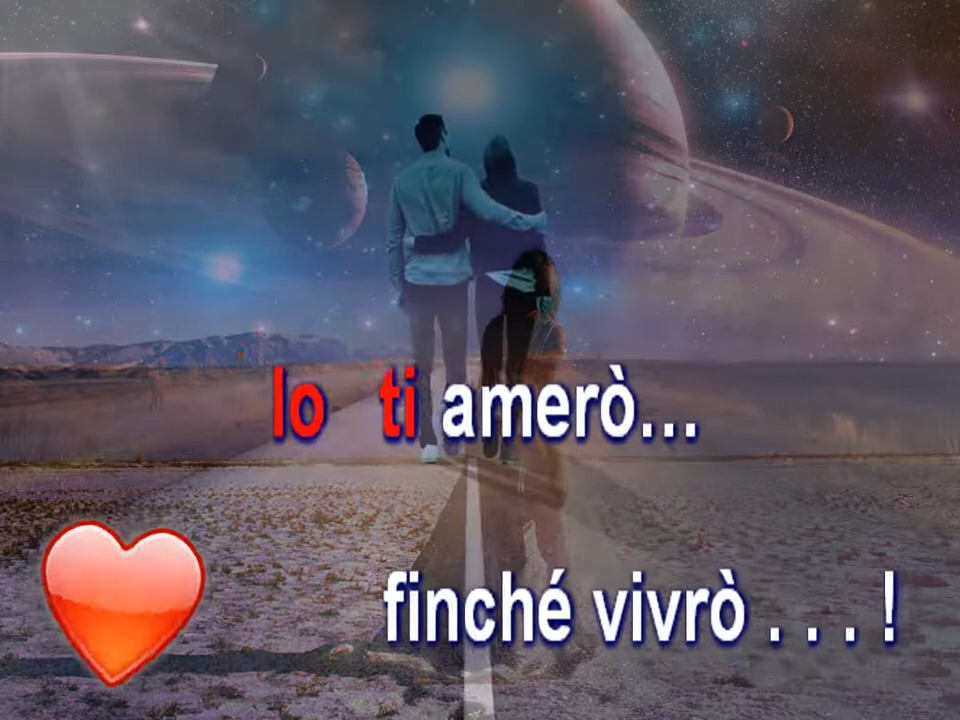 Io ti amerò...
finché vivrò . . . !